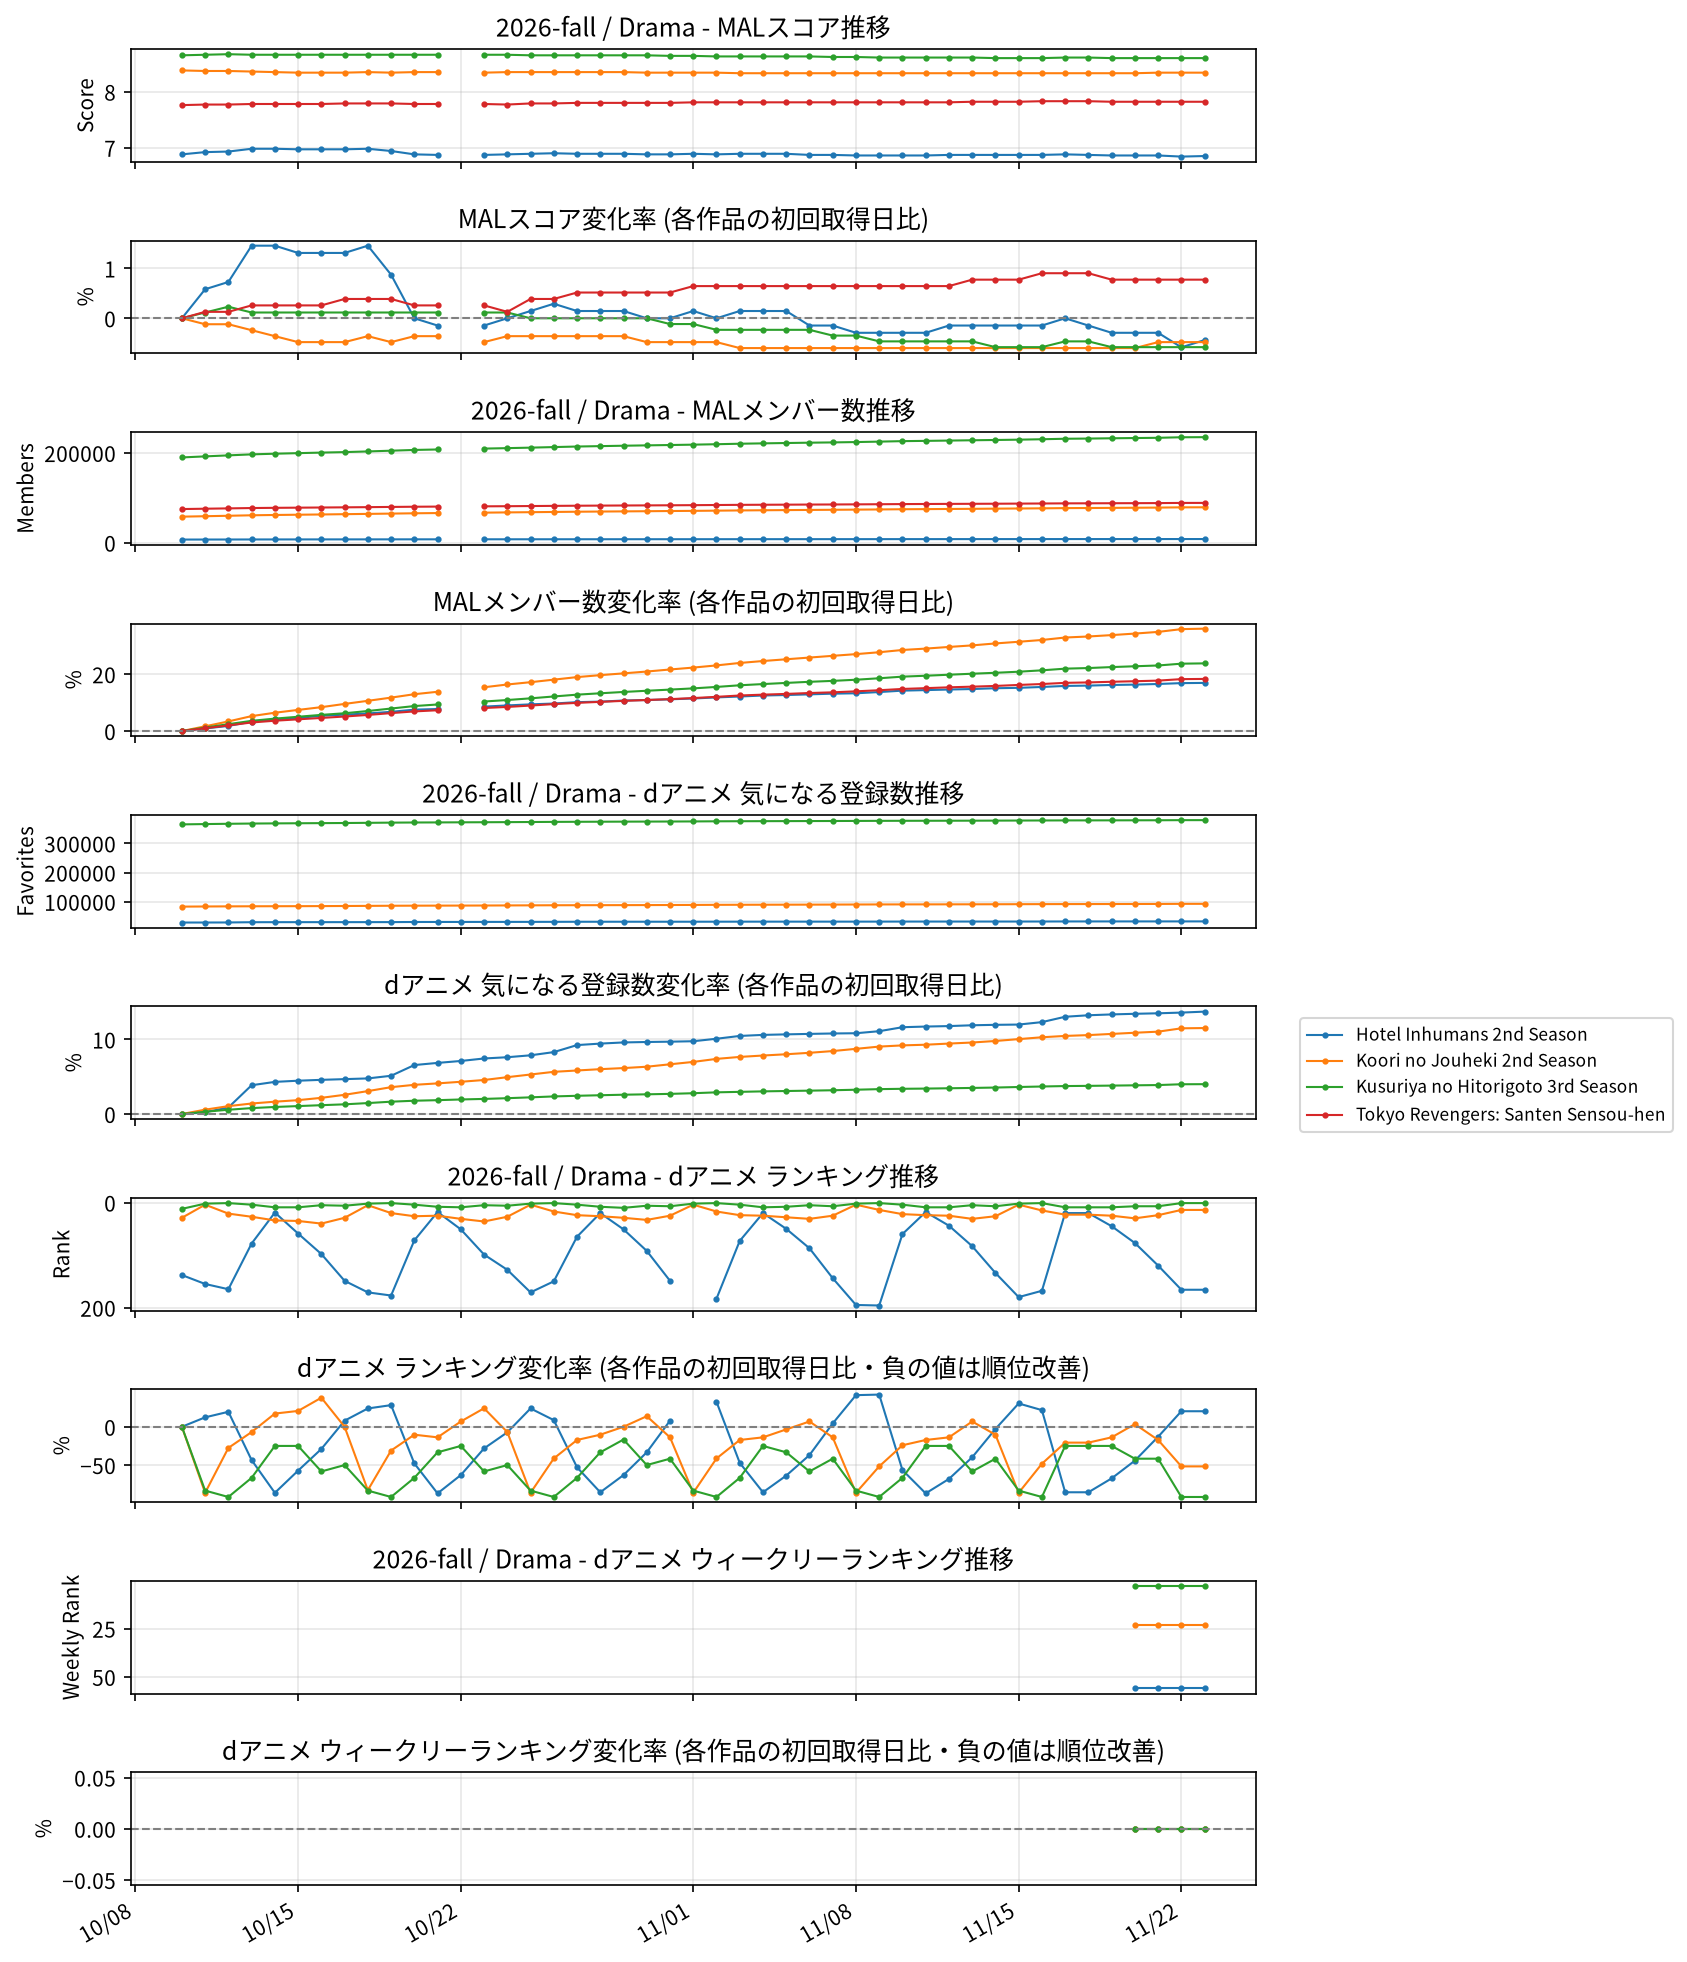 2026-fall / Drama - MALスコア推移
Score
8
7
MALスコア変化率 (各作品の初回取得日比)
%
1
0
2026-fall / Drama - MALメンバー数推移
Members
200000
0
MALメンバー数変化率 (各作品の初回取得日比)
%
20
0
2026-fall / Drama - dアニメ 気になる登録数推移
Favorites
300000
200000
100000
dアニメ 気になる登録数変化率 (各作品の初回取得日比)
%
10
0
Hotel Inhumans 2nd Season
Koori no Jouheki 2nd Season
Kusuriya no Hitorigoto 3rd Season
Tokyo Revengers: Santen Sensou-hen
2026-fall / Drama - dアニメ ランキング推移
Rank
0
200
dアニメ ランキング変化率 (各作品の初回取得日比・負の値は順位改善)
%
0
−50
2026-fall / Drama - dアニメ ウィークリーランキング推移
Weekly Rank
25
50
dアニメ ウィークリーランキング変化率 (各作品の初回取得日比・負の値は順位改善)
%
0.05
0.00
−0.05
10/08
10/15
10/22
11/01
11/08
11/15
11/22